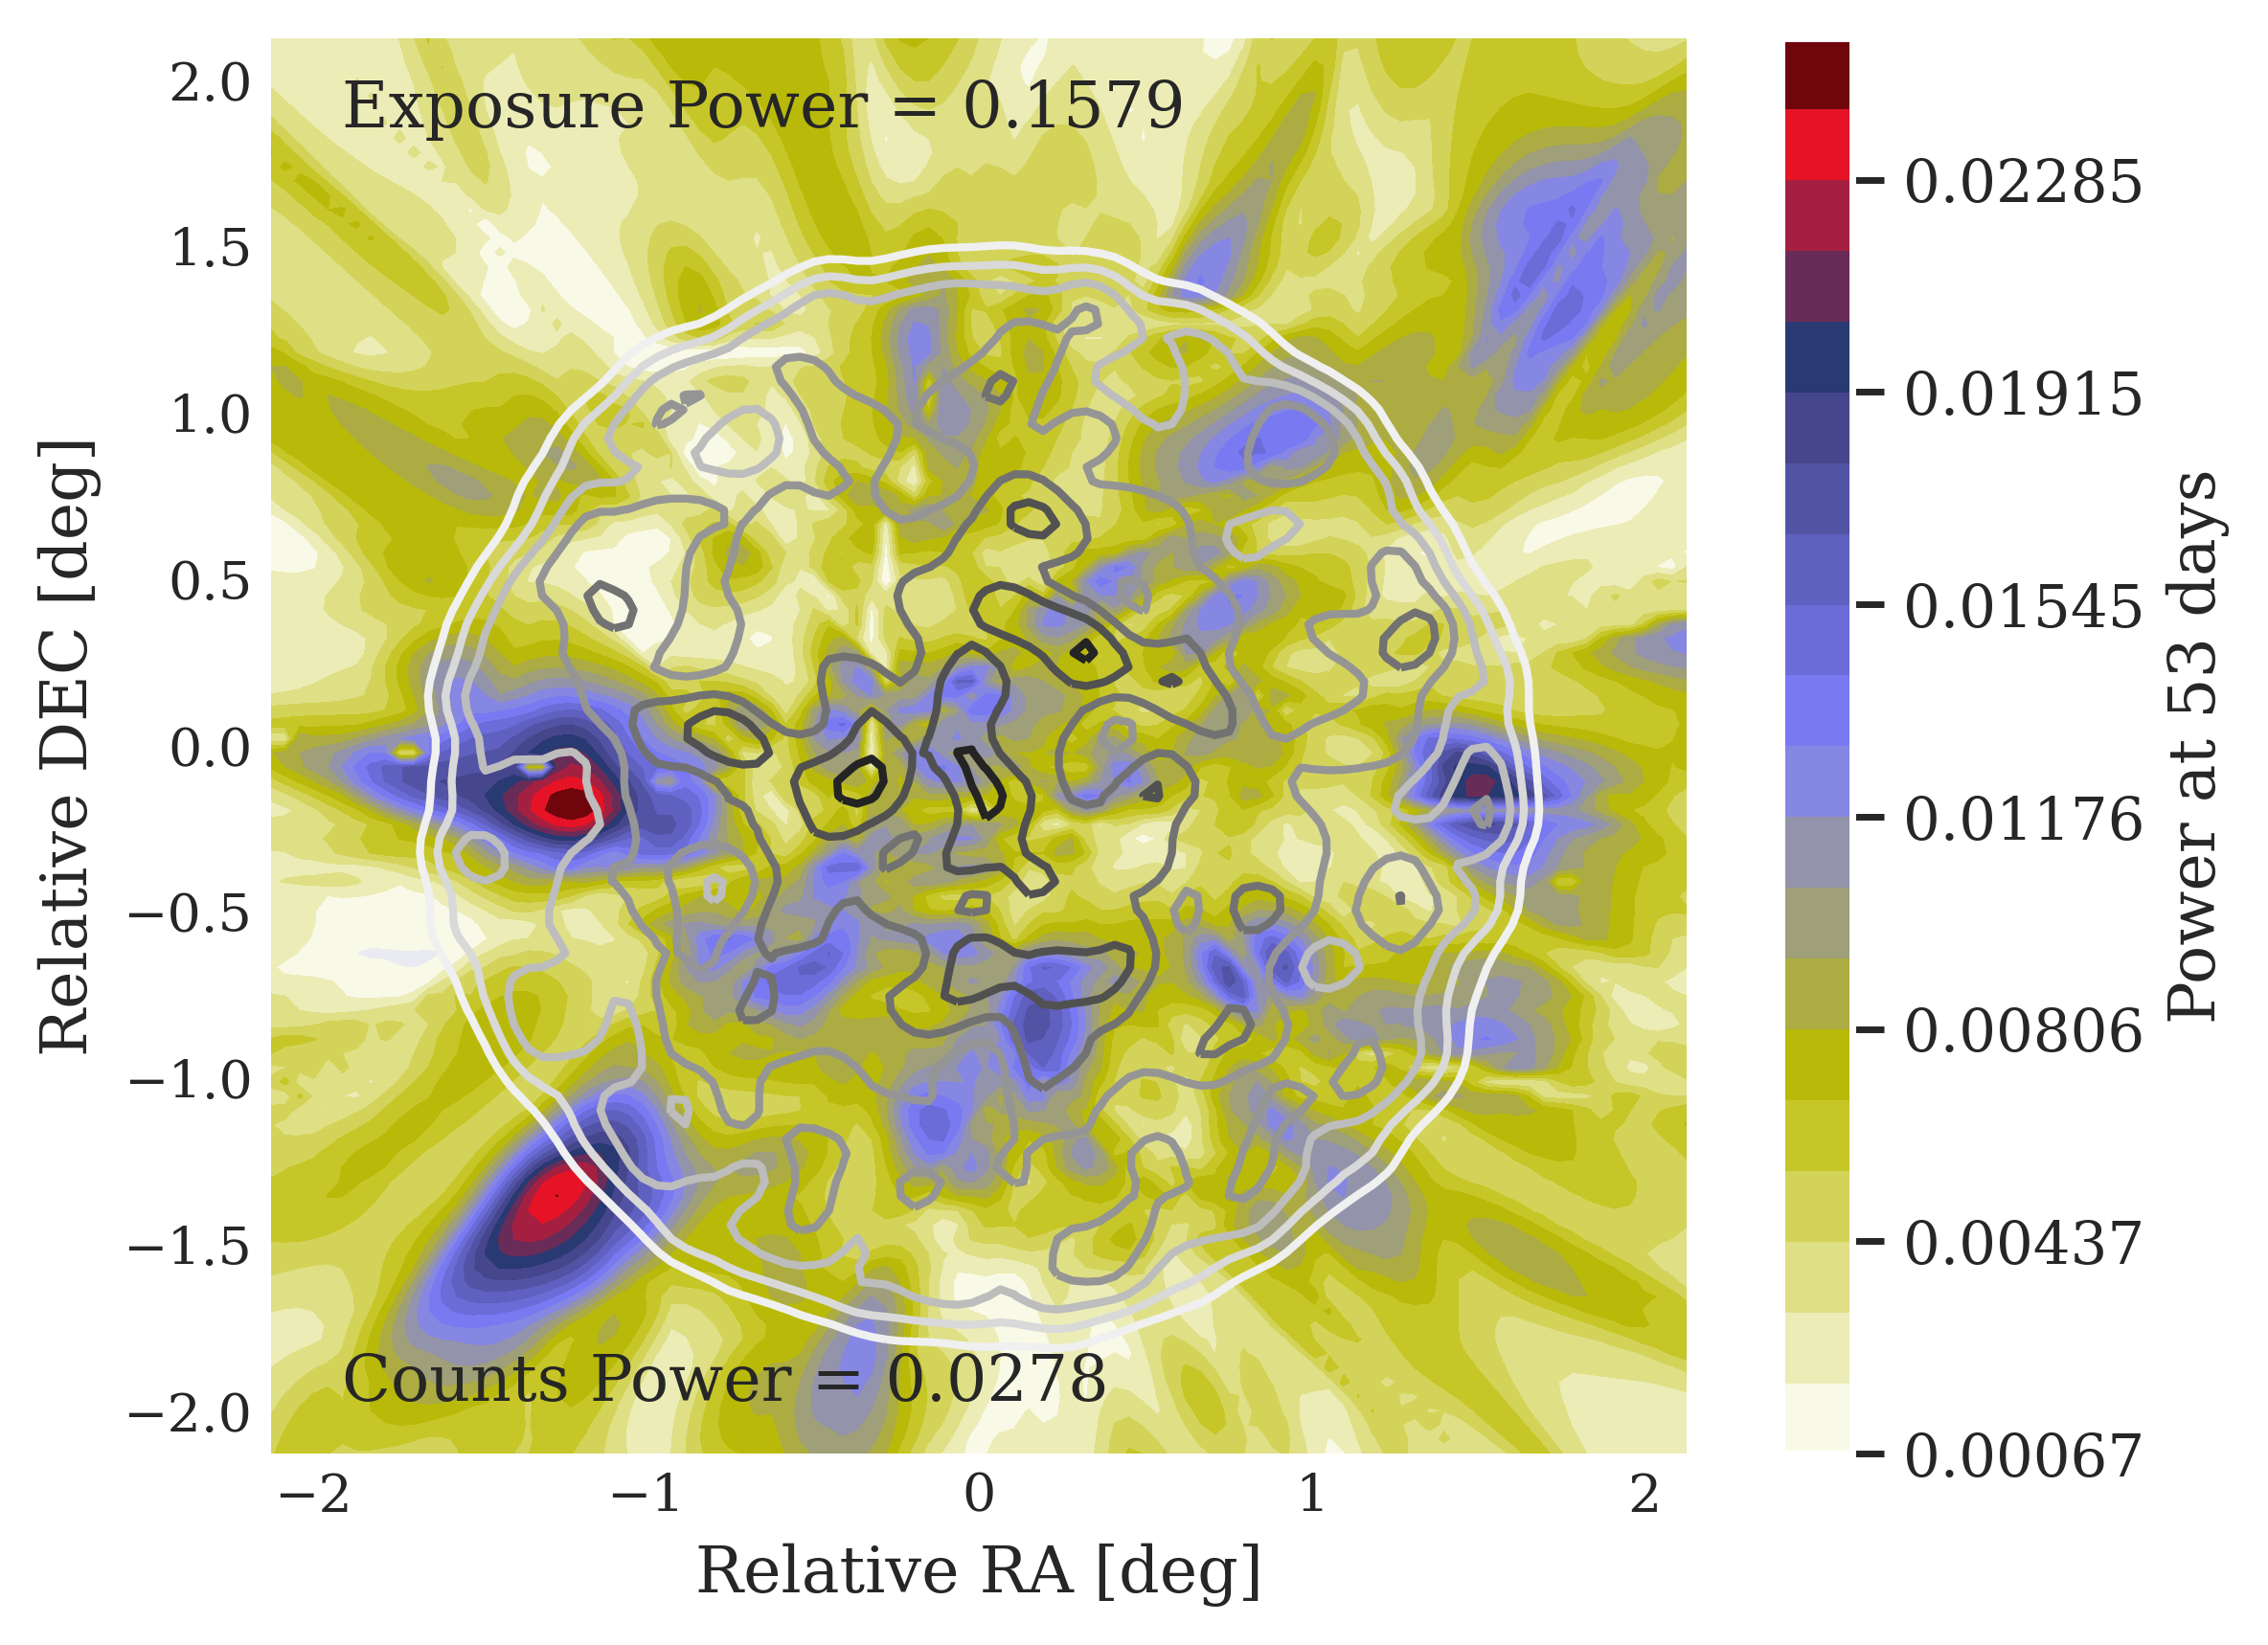 Exposure Power = 0.1579
Counts Power = 0.0278
2.0
1.5
1.0
0.5
0.0
−0.5
−1.0
−1.5
−2.0
Relative DEC [deg]
−2 −1 0 1 2
Relative RA [deg]
0.02285
0.01915
0.01545
0.01176
0.00806
0.00437
0.00067
Power at 53 days